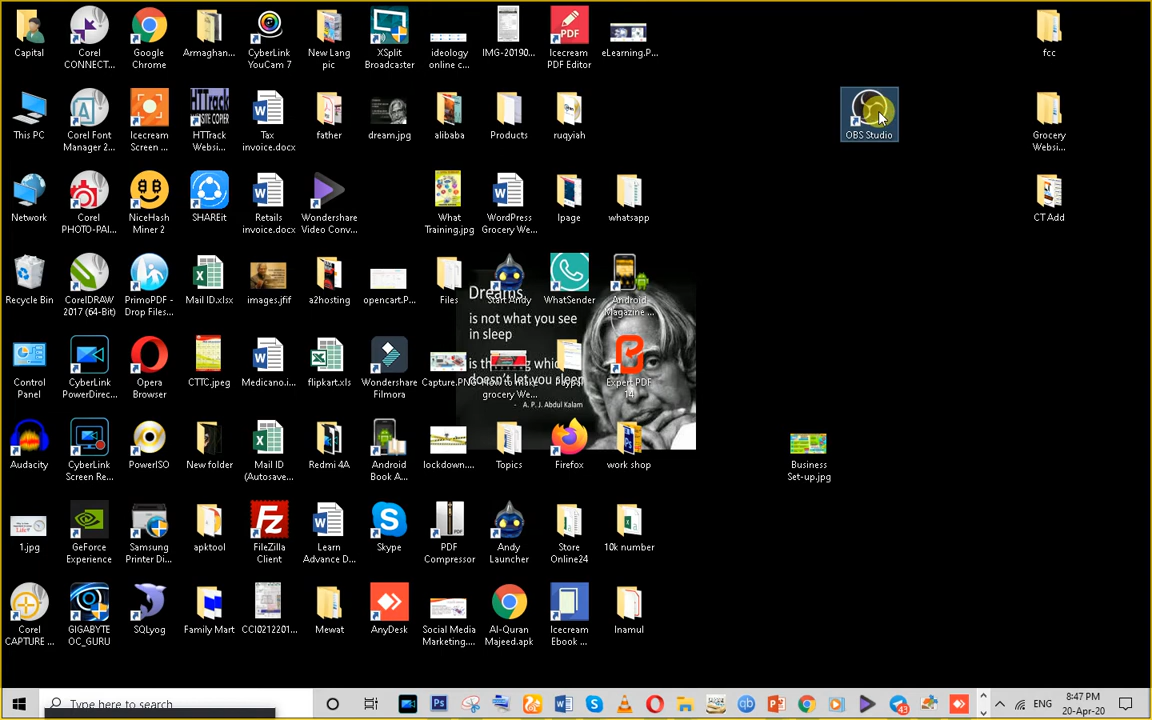 Capital
Corel
CONNECT...
Google
Chrome
Armaghan...
CyberLink
YouCam 7
New Lang
pic
XSplit
Broadcaster
ideology
online c...
IMG-20190...
Icecream
PDF Editor
eLearning.P...
fcc
This PC
Corel Font
Manager 2...
Icecream
Screen ...
HTTrack
Websi...
Tax
invoice.docx
father
dream.jpg
alibaba
Products
ruqyiah
OBS Studio
Grocery
Websi...
Network
Corel
PHOTO-PAI...
NiceHash
Miner 2
SHAREit
Retails
invoice.docx
Wondershare
Video Conv...
What
Training.jpg
WordPress
Grocery We...
Ipage
whatsapp
CT Add
Recycle Bin
CorelDRAW
2017 (64-Bit)
PrimoPDF -
Drop Files...
Mail ID.xlsx
images.jfif
a2hosting
opencart.P...
Files
Start Andy
WhatSender
Android
Magazine ...
Dreams
is not what you see
in sleep
doesn't let you sleep
- A. P. J. Abdul Kalam
Control
Panel
CyberLink
PowerDirec...
Opera
Browser
CTTC.jpeg
Medicano.i...
flipkart.xls
Wondershare
Filmora
Capture.PNG
grocery We...
Expert PDF
14
Audacity
CyberLink
Screen Re...
PowerISO
New folder
Mail ID
(Autosave...
Redmi 4A
Android
Book A...
lockdown....
Topics
Firefox
work shop
Business
Set-up.jpg
1.jpg
GeForce
Experience
Samsung
Printer Di...
apktool
FileZilla
Client
Learn
Advance D...
Skype
PDF
Compressor
Andy
Launcher
Store
Online24
10k number
Corel
CAPTURE ...
GIGABYTE
OC_GURU
SQLyog
Family Mart
CCI0212201...
Mewat
AnyDesk
Social Media
Marketing....
Al-Quran
Majeed.apk
Icecream
Ebook ...
Inamul
Type here to search
43
ENG
8:47 PM
20-Apr-20